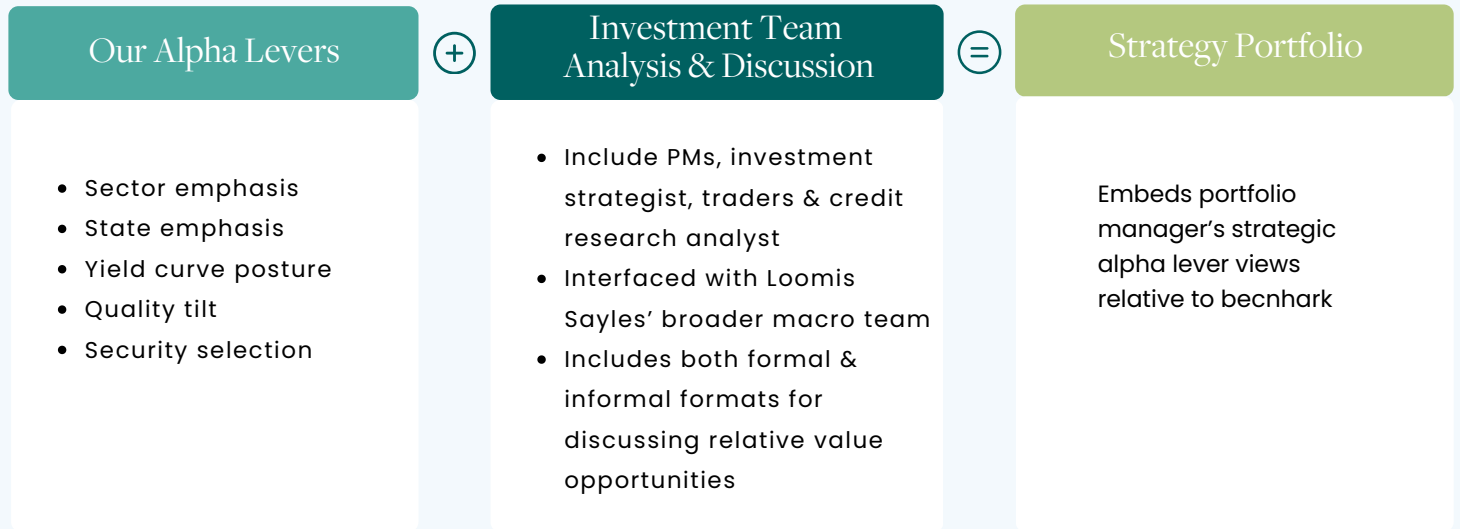 Our Alpha Levers
+
Investment Team
Analysis & Discussion
=
Strategy Portfolio
• Sector emphasis
• State emphasis
• Yield curve posture
• Quality tilt
• Security selection
• Include PMs, investment
strategist, traders & credit
research analyst
• Interfaced with Loomis
Sayles’ broader macro team
• Includes both formal &
informal formats for
discussing relative value
opportunities
Embeds portfolio
manager’s strategic
alpha lever views
relative to becnhark